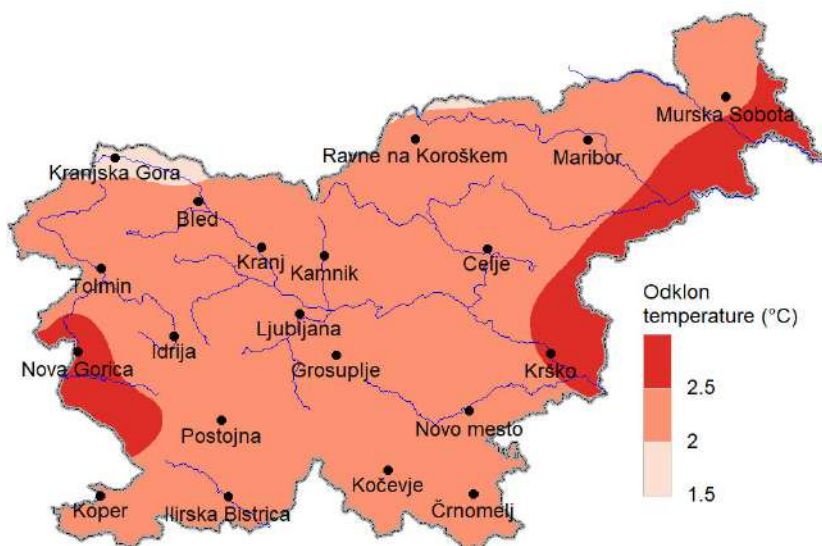 Murska Sobota
Ravne na Koroškem
Maribor
Kranjska Gora
Bled
Kranj
Kamnik
Celje
Tolmin
Odklon
temperature (°C)
Ljubljana
Idrija
Nova Gorica
Grosuplje
Krško
2.5
Postojna
Novo mesto
2
Kočevje
Koper
Ilirska Bistrica
Črnomelj
1.5